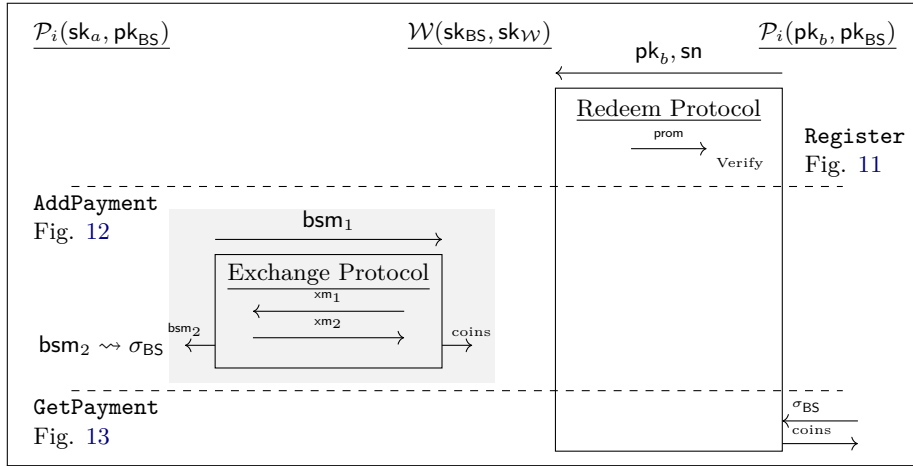 𝒫ᵢ(skₐ, pk_BS) 𝒲(sk_BS, sk_𝒲) 𝒫ᵢ(pk_b, pk_BS)
pk_b, sn
Redeem Protocol
prom
Verify
Register
Fig. 11
AddPayment
Fig. 12
bsm₁
Exchange Protocol
xm₁
xm₂
bsm₂
coins
bsm₂ ⇝ σ_BS
GetPayment
Fig. 13
σ_BS
coins